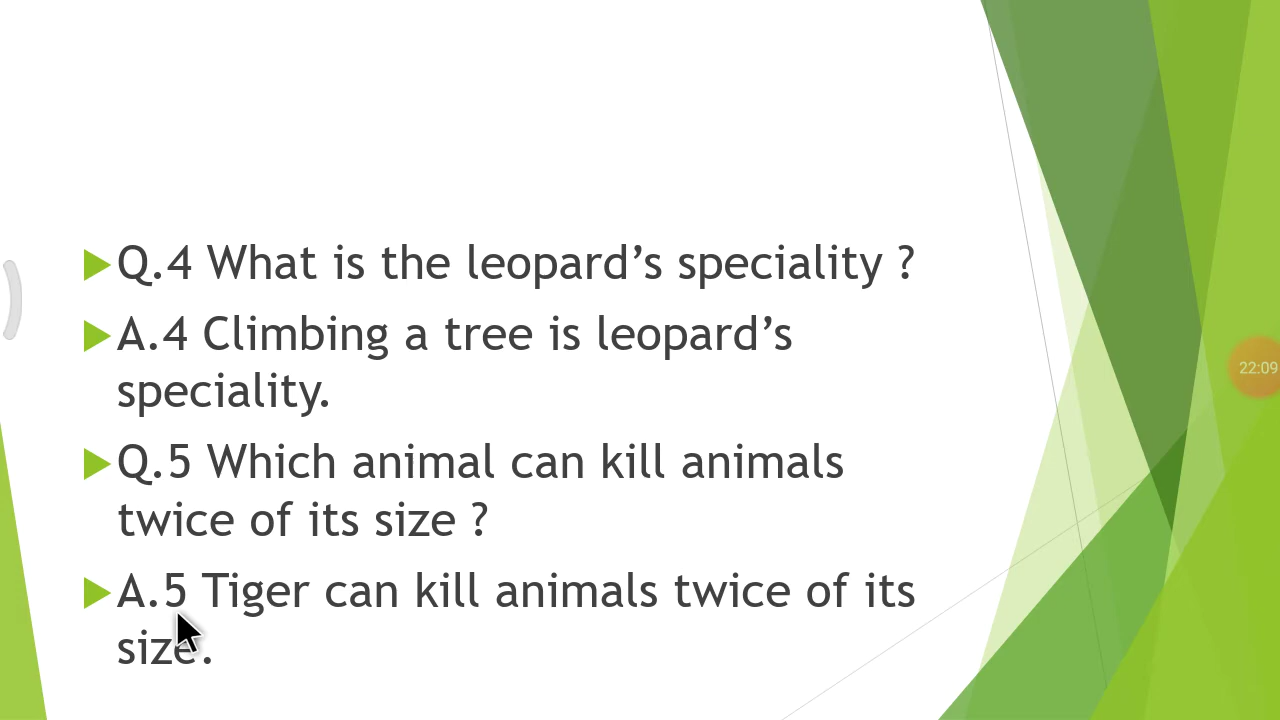 Q.4 What is the leopard’s speciality ?
A.4 Climbing a tree is leopard’s
speciality.
Q.5 Which animal can kill animals
twice of its size ?
A.5 Tiger can kill animals twice of its
size.
22:09